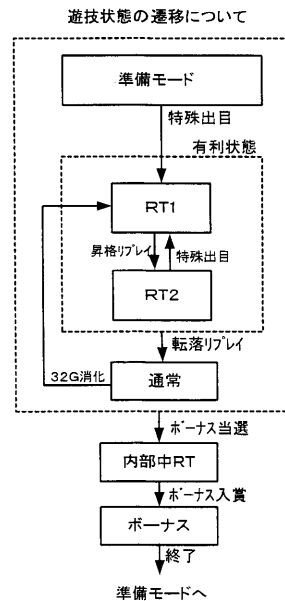 遊技状態の遷移について
準備モード
特殊出目
有利状態
RT1
昇格リプレイ
特殊出目
RT2
転落リプレイ
32G消化
通常
ボーナス当選
内部中RT
ボーナス入賞
ボーナス
終了
準備モードへ